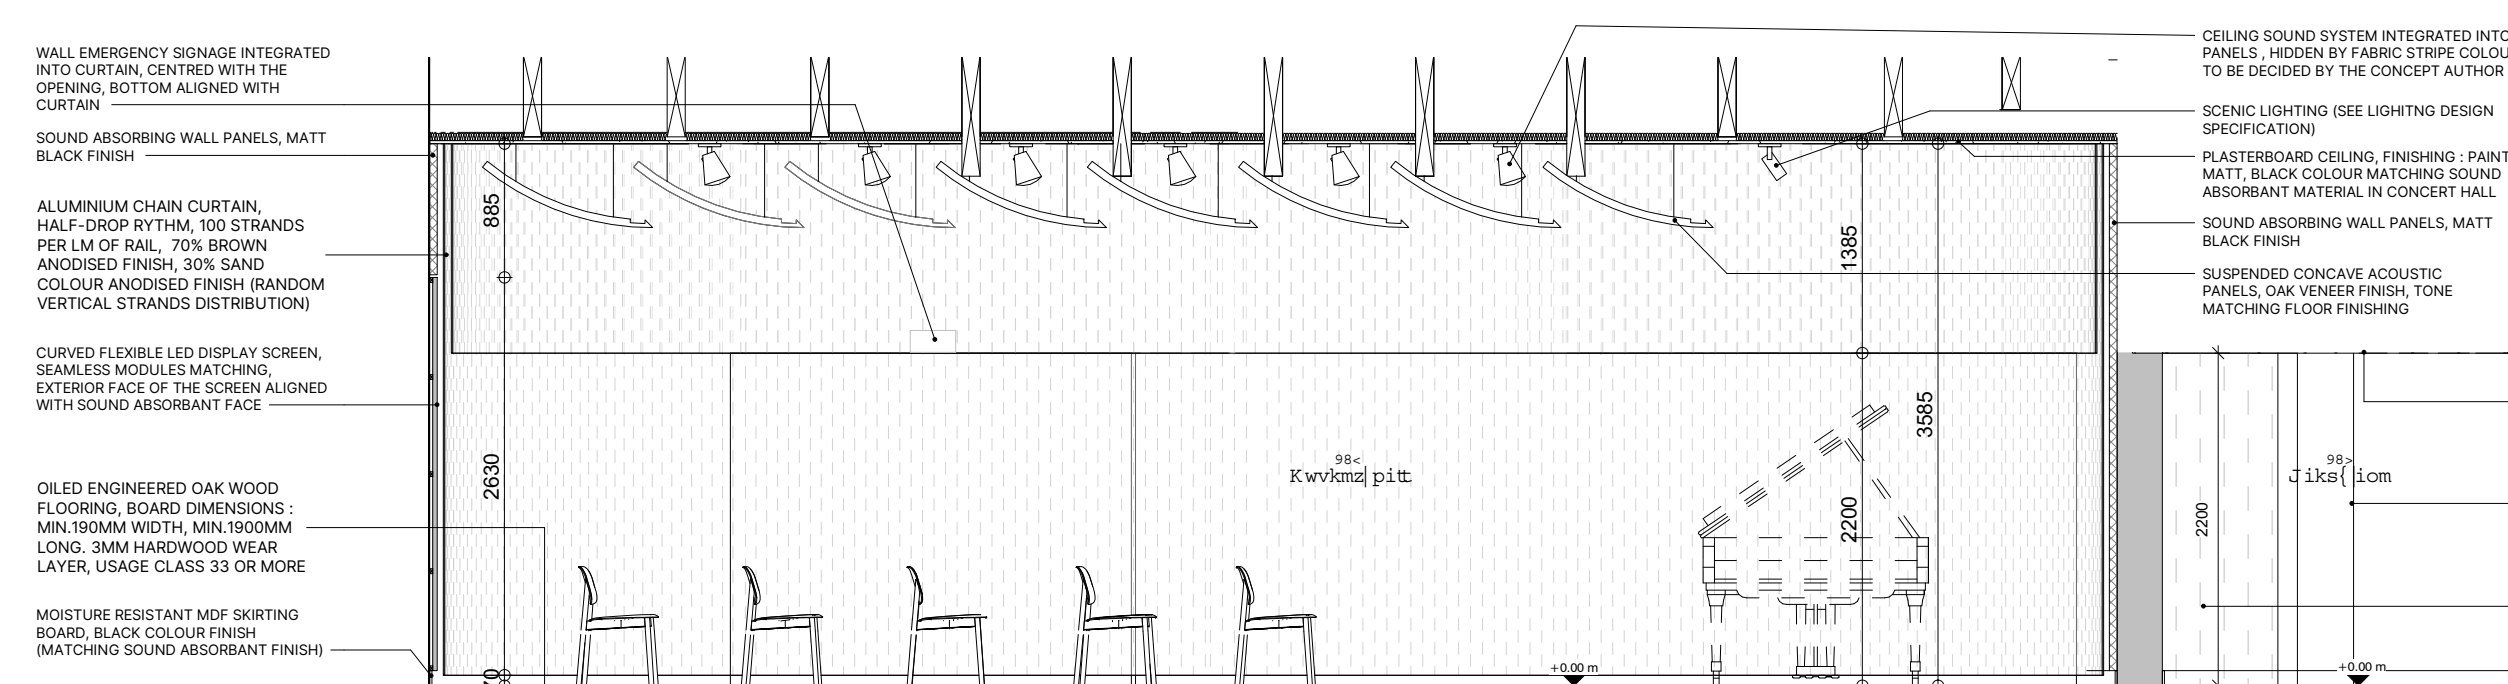 WALL EMERGENCY SIGNAGE INTEGRATED
INTO CURTAIN, CENTRED WITH THE
OPENING, BOTTOM ALIGNED WITH
CURTAIN
SOUND ABSORBING WALL PANELS, MATT
BLACK FINISH
ALUMINIUM CHAIN CURTAIN,
HALF-DROP RYTHM, 100 STRANDS
PER LM OF RAIL, 70% BROWN
ANODISED FINISH, 30% SAND
COLOUR ANODISED FINISH (RANDOM
VERTICAL STRANDS DISTRIBUTION)
CURVED FLEXIBLE LED DISPLAY SCREEN,
SEAMLESS MODULES MATCHING,
EXTERIOR FACE OF THE SCREEN ALIGNED
WITH SOUND ABSORBANT FACE
OILED ENGINEERED OAK WOOD
FLOORING, BOARD DIMENSIONS :
MIN.190MM WIDTH, MIN.1900MM
LONG. 3MM HARDWOOD WEAR
LAYER, USAGE CLASS 33 OR MORE
MOISTURE RESISTANT MDF SKIRTING
BOARD, BLACK COLOUR FINISH
(MATCHING SOUND ABSORBANT FINISH)
885
2630
98<
Kwvkmz|pitt
1385
3585
2200
+0.00 m
CEILING SOUND SYSTEM INTEGRATED INTO
PANELS , HIDDEN BY FABRIC STRIPE COLOU
TO BE DECIDED BY THE CONCEPT AUTHOR
SCENIC LIGHTING (SEE LIGHITNG DESIGN
SPECIFICATION)
PLASTERBOARD CEILING, FINISHING : PAINT
MATT, BLACK COLOUR MATCHING SOUND
ABSORBANT MATERIAL IN CONCERT HALL
SOUND ABSORBING WALL PANELS, MATT
BLACK FINISH
SUSPENDED CONCAVE ACOUSTIC
PANELS, OAK VENEER FINISH, TONE
MATCHING FLOOR FINISHING
98>
Jiks{|iom
2200
+0.00 m